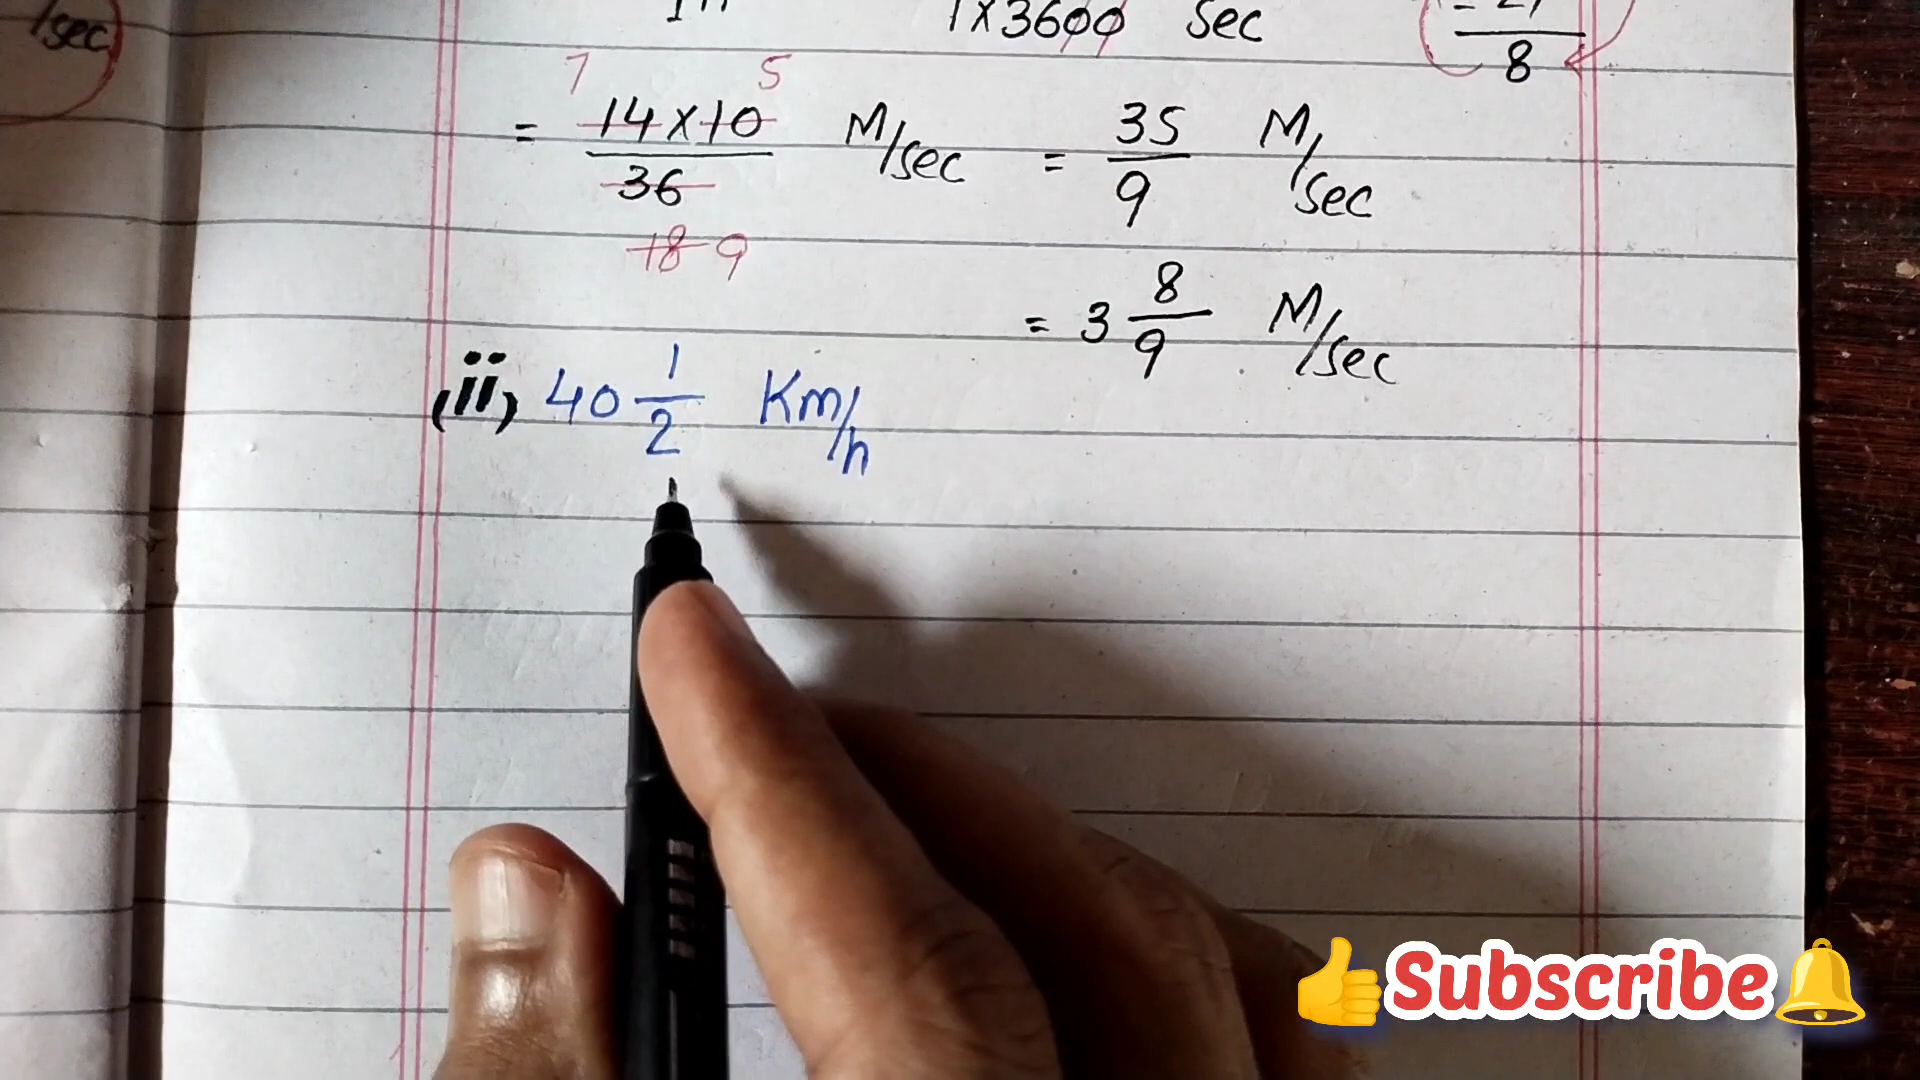 /sec
1 × 3600 Sec
8
7 5
= 14 × 10 / 36 M/sec = 35/9 M/sec
18 9
= 3 8/9 M/sec
(ii) 40 1/2 Km/h
Subscribe